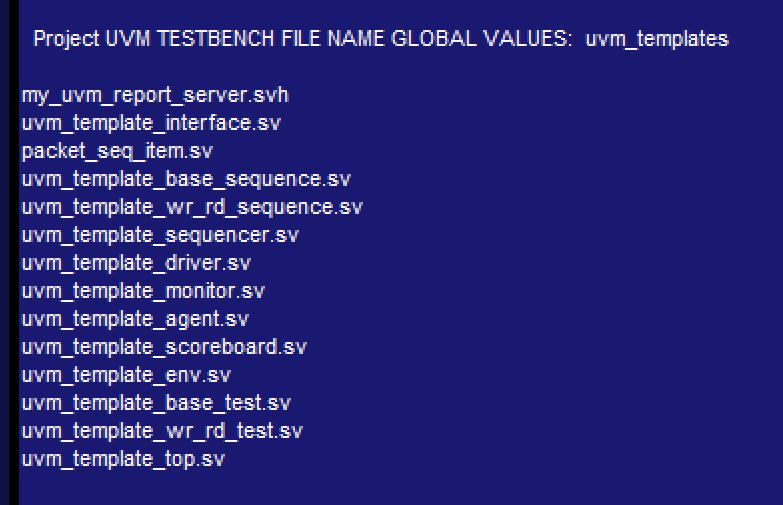 Project UVM TESTBENCH FILE NAME GLOBAL VALUES: uvm_templates
my_uvm_report_server.svh
uvm_template_interface.sv
packet_seq_item.sv
uvm_template_base_sequence.sv
uvm_template_wr_rd_sequence.sv
uvm_template_sequencer.sv
uvm_template_driver.sv
uvm_template_monitor.sv
uvm_template_agent.sv
uvm_template_scoreboard.sv
uvm_template_env.sv
uvm_template_base_test.sv
uvm_template_wr_rd_test.sv
uvm_template_top.sv